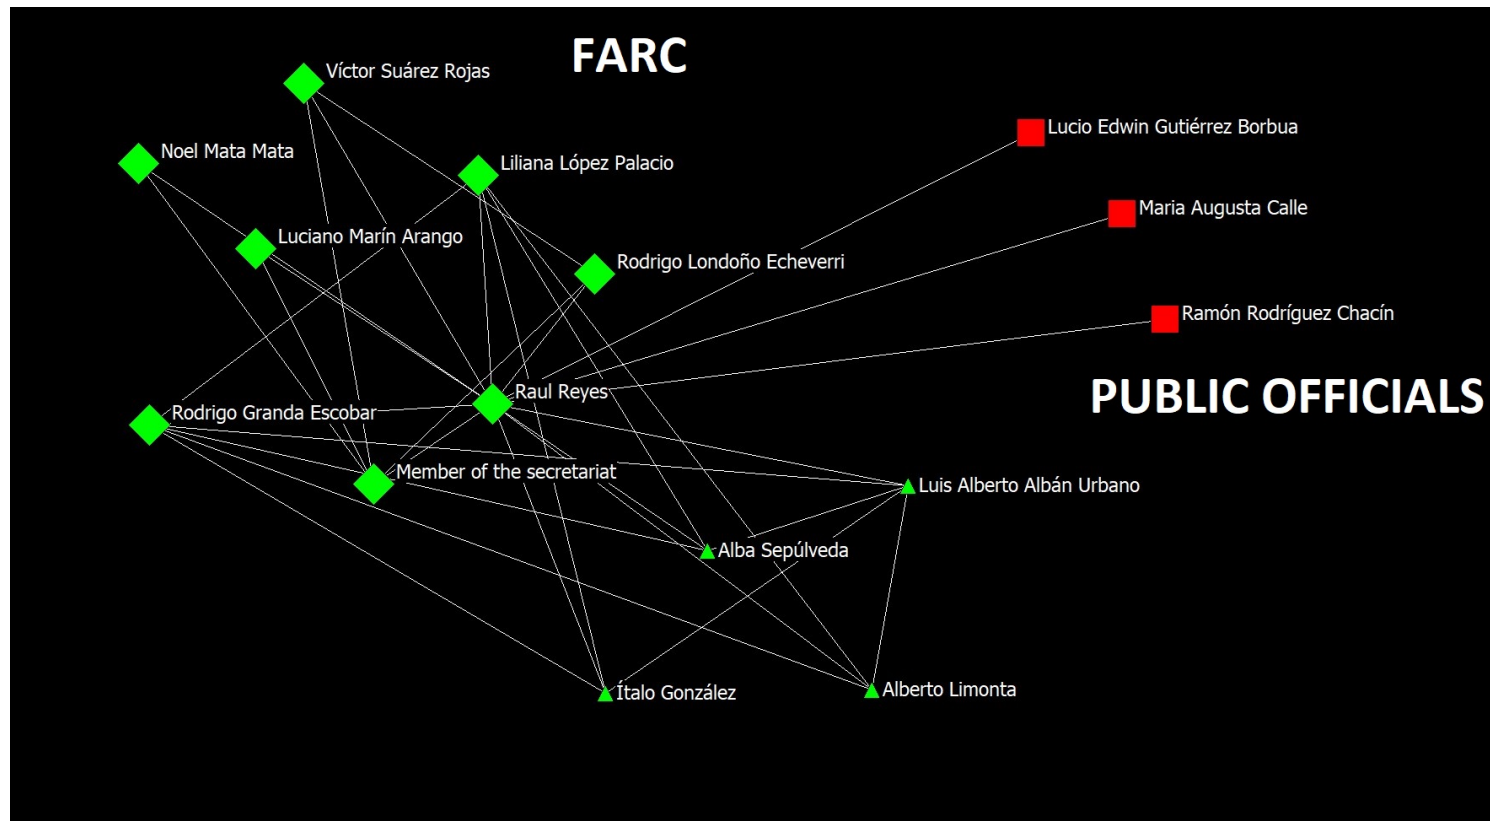 FARC
Víctor Suárez Rojas
Lucio Edwin Gutiérrez Borbua
Noel Mata Mata
Liliana López Palacio
Maria Augusta Calle
Luciano Marín Arango
Rodrigo Londoño Echeverri
Ramón Rodríguez Chacín
Raul Reyes
PUBLIC OFFICIALS
Rodrigo Granda Escobar
Member of the secretariat
Luis Alberto Albán Urbano
Alba Sepúlveda
Ítalo González
Alberto Limonta